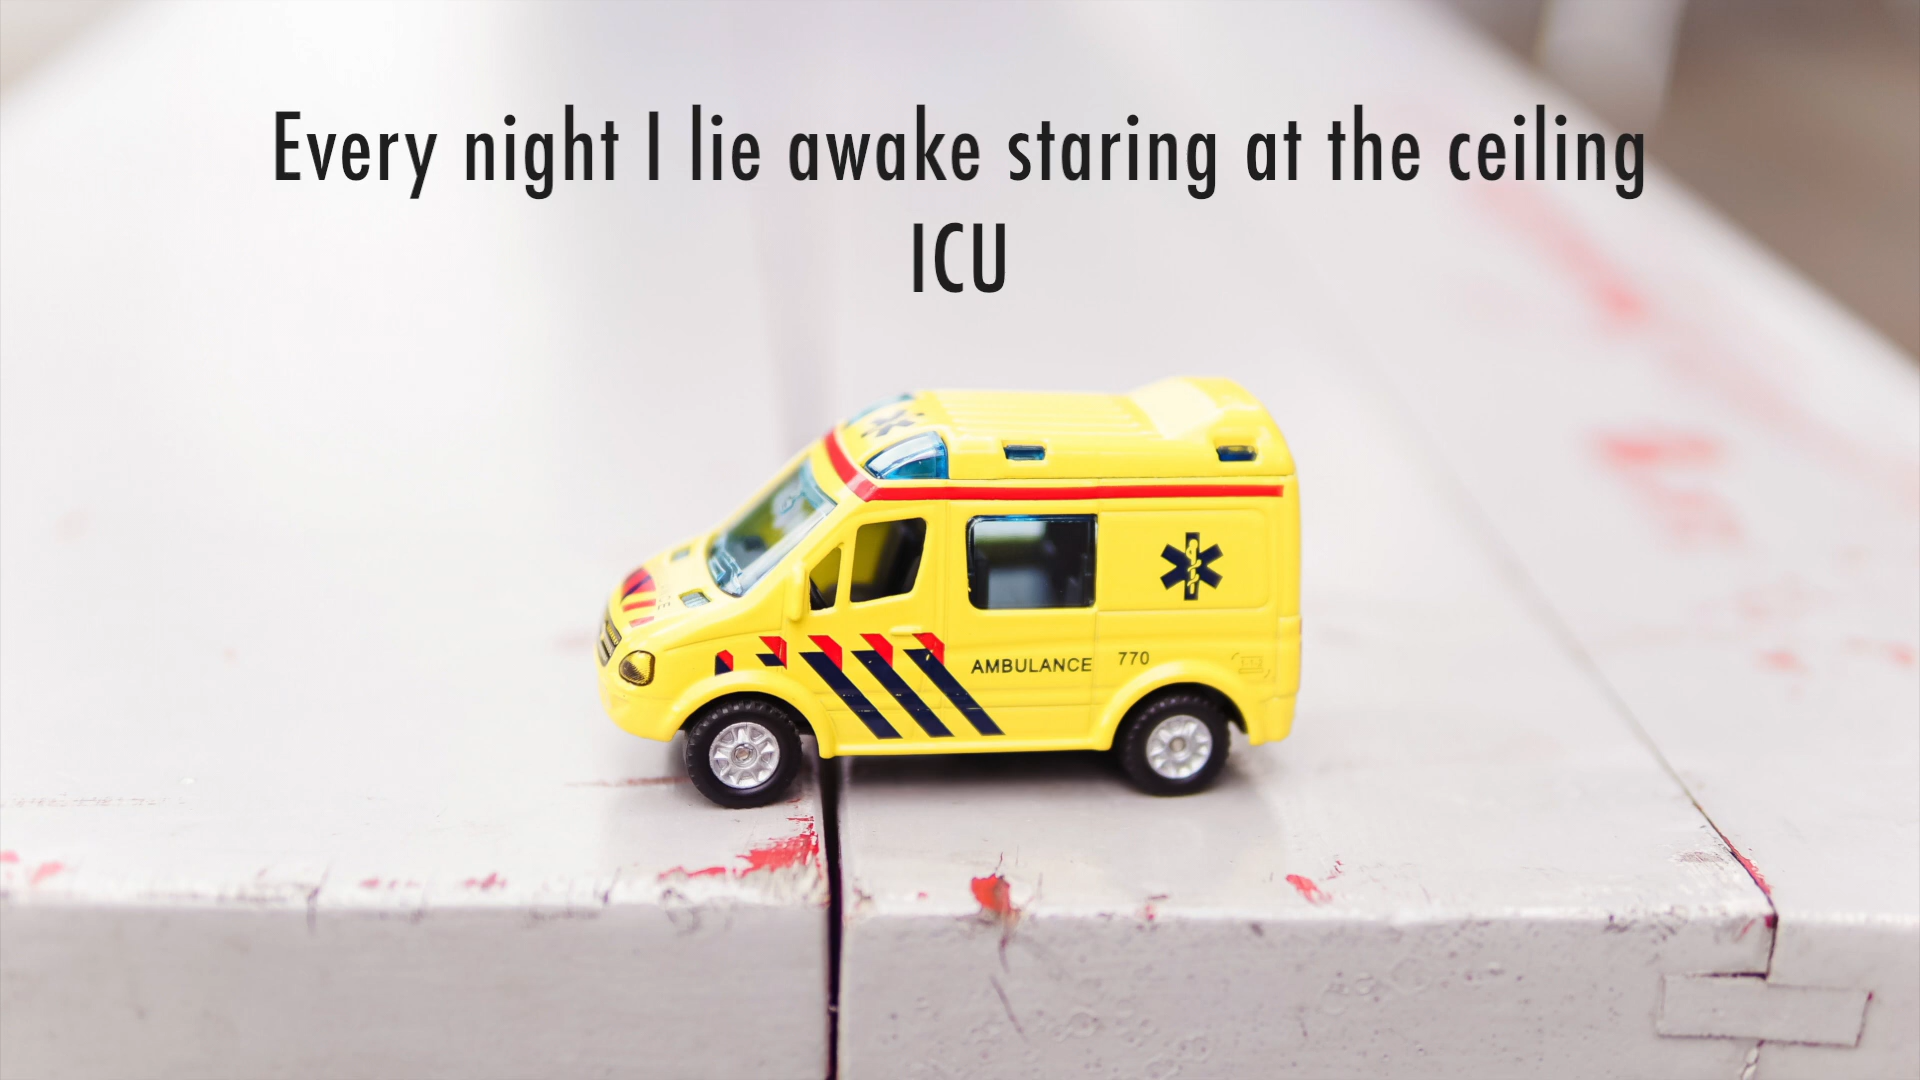 Every night I lie awake staring at the ceiling
ICU
AMBULANCE 770